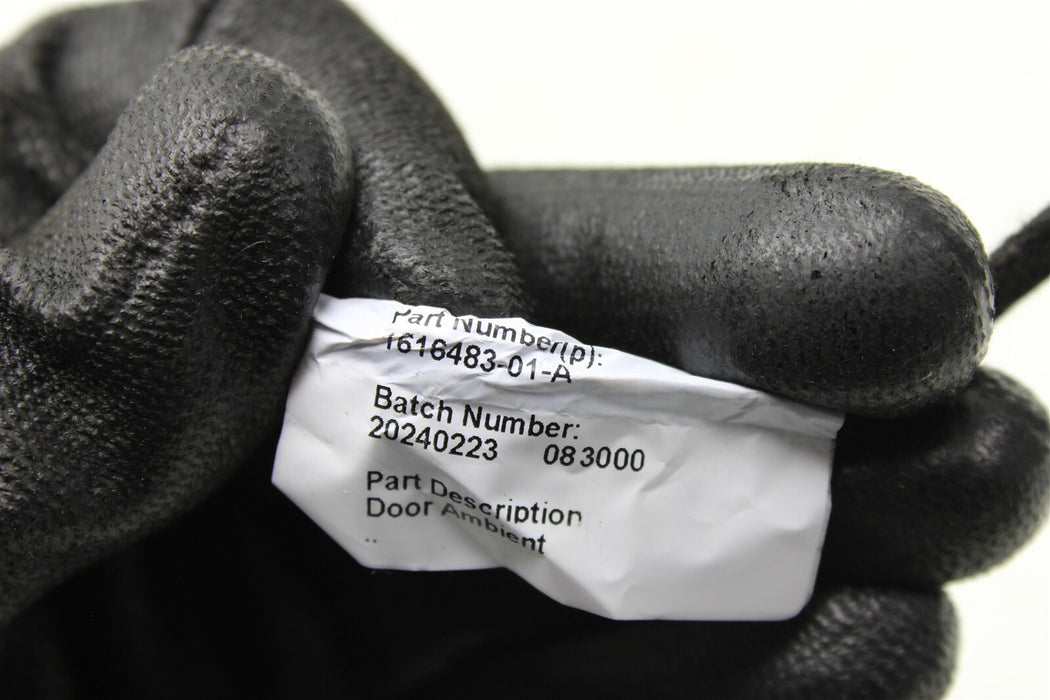 Part Number(p):
1616483-01-A
Batch Number:
20240223 083000
Part Description
Door Ambient
..